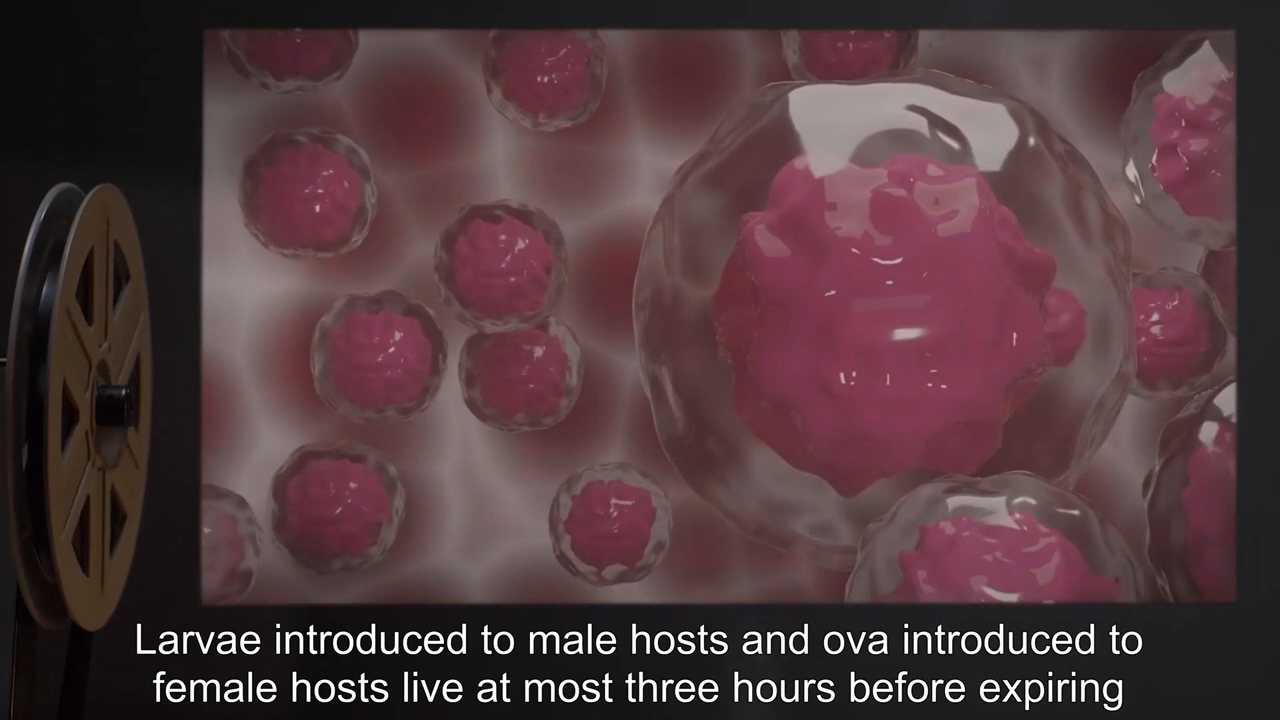 Larvae introduced to male hosts and ova introduced to
female hosts live at most three hours before expiring